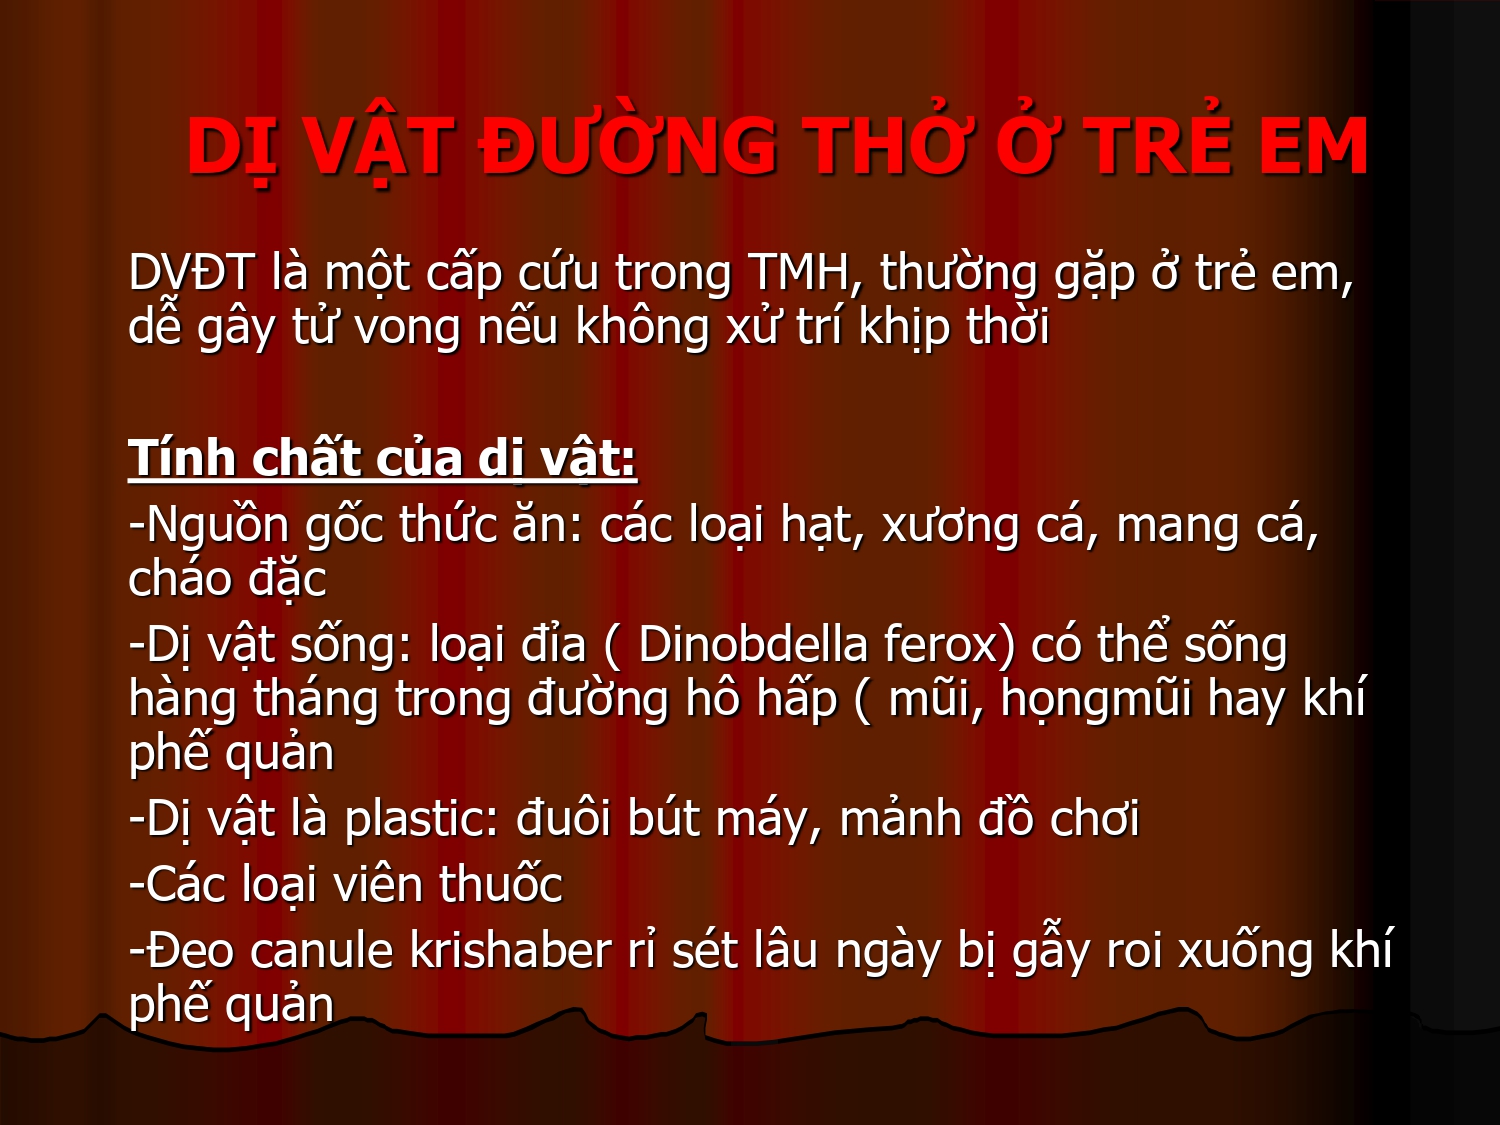 DỊ VẬT ĐƯỜNG THỞ Ở TRẺ EM
DVĐT là một cấp cứu trong TMH, thường gặp ở trẻ em,
dễ gây tử vong nếu không xử trí khịp thời
Tính chất của dị vật:
-Nguồn gốc thức ăn: các loại hạt, xương cá, mang cá,
cháo đặc
-Dị vật sống: loại đỉa ( Dinobdella ferox) có thể sống
hàng tháng trong đường hô hấp ( mũi, họngmũi hay khí
phế quản
-Dị vật là plastic: đuôi bút máy, mảnh đồ chơi
-Các loại viên thuốc
-Đeo canule krishaber rỉ sét lâu ngày bị gẫy roi xuống khí
phế quản